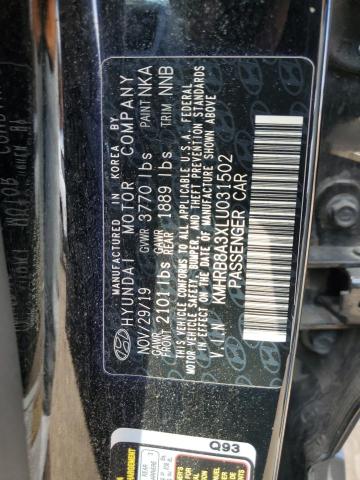 MANUFACTURED IN KOREA BY
HYUNDAI MOTOR COMPANY
NOV/29/19 GVWR 3770 lbs PAINT NKA
GAWR FRONT 2101 lbs GAWR REAR 1889 lbs TRIM NNB
THIS VEHICLE CONFORMS TO ALL APPLICABLE U.S. FEDERAL
MOTOR-VEHICLE SAFETY, BUMPER, AND THEFT PREVENTION STANDARDS
IN EFFECT ON THE DATE OF MANUFACTURE SHOWN ABOVE.
V.I.N KMHRB8A3XLU031502
PASSENGER CAR
Q93
REAR
ARRIÈRE